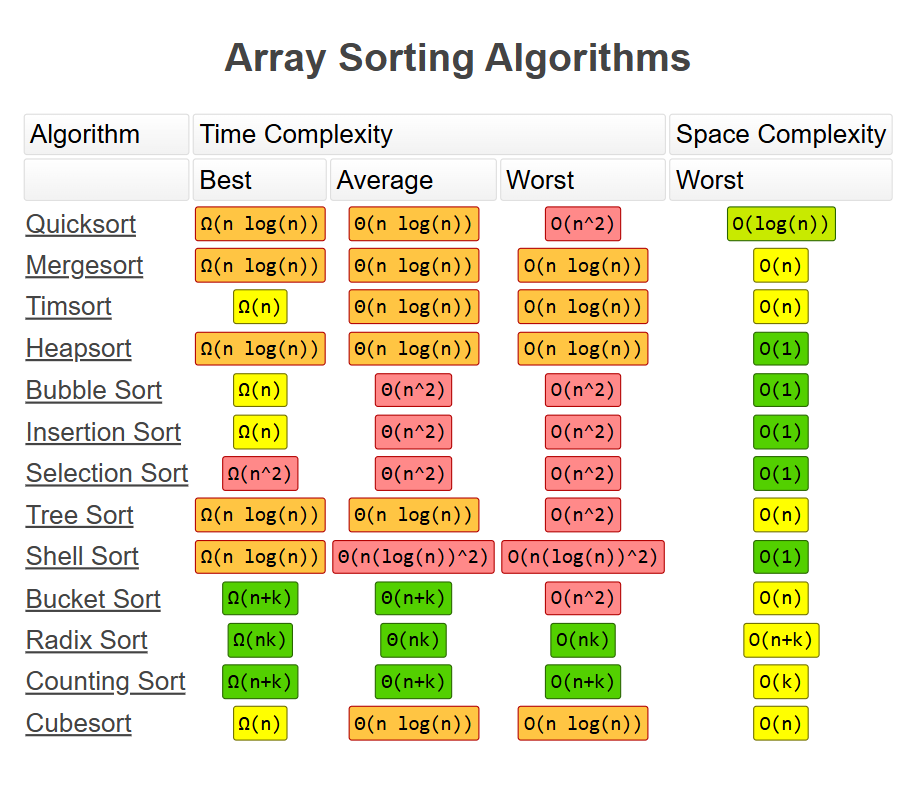 Array Sorting Algorithms
Algorithm Time Complexity Space Complexity
Best Average Worst Worst
Quicksort Ω(n log(n)) Θ(n log(n)) O(n^2) O(log(n))
Mergesort Ω(n log(n)) Θ(n log(n)) O(n log(n)) O(n)
Timsort Ω(n) Θ(n log(n)) O(n log(n)) O(n)
Heapsort Ω(n log(n)) Θ(n log(n)) O(n log(n)) O(1)
Bubble Sort Ω(n) Θ(n^2) O(n^2) O(1)
Insertion Sort Ω(n) Θ(n^2) O(n^2) O(1)
Selection Sort Ω(n^2) Θ(n^2) O(n^2) O(1)
Tree Sort Ω(n log(n)) Θ(n log(n)) O(n^2) O(n)
Shell Sort Ω(n log(n)) Θ(n(log(n))^2) O(n(log(n))^2) O(1)
Bucket Sort Ω(n+k) Θ(n+k) O(n^2) O(n)
Radix Sort Ω(nk) Θ(nk) O(nk) O(n+k)
Counting Sort Ω(n+k) Θ(n+k) O(n+k) O(k)
Cubesort Ω(n) Θ(n log(n)) O(n log(n)) O(n)